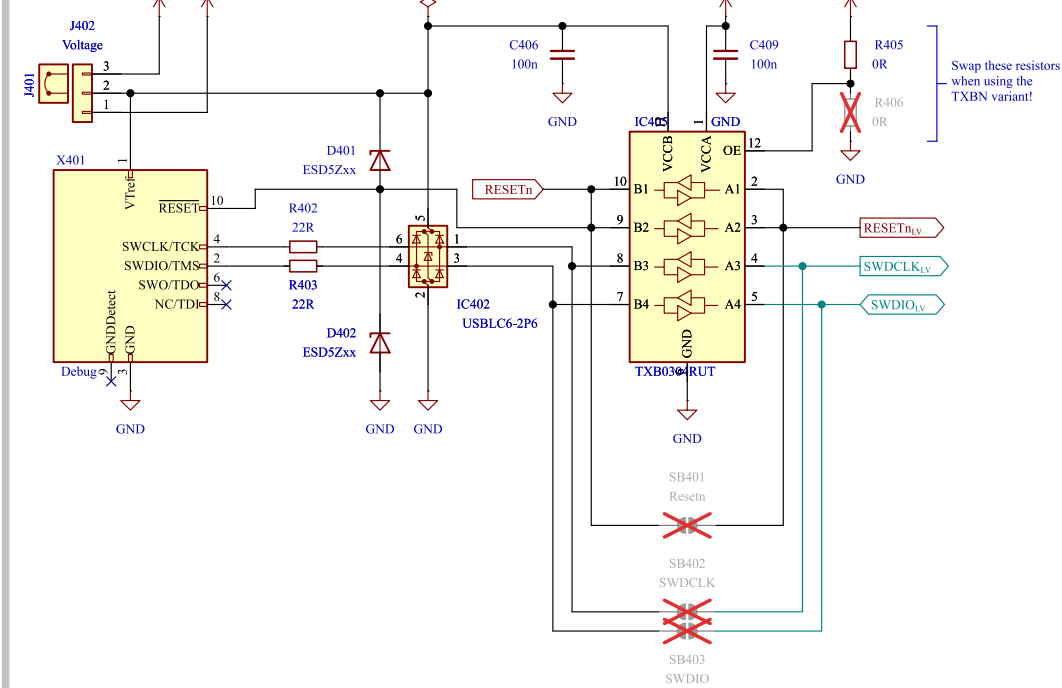 J402
Voltage
J401
3
2
1
C406
100n
GND
C409
100n
GND
R405
0R
R406
0R
GND
Swap these resistors
when using the
TXBN variant!
X401
1
VTref
RESET 10
SWCLK/TCK 4
SWDIO/TMS 2
SWO/TDO 6
NC/TDI 8
GNDDetect
GND
Debug
9
3
GND
D401
ESD5Zxx
R402
22R
R403
22R
D402
ESD5Zxx
GND
GND
5
6 1
4 3
2
IC402
USBLC6-2P6
RESETn
VCCB
1
VCCA
OE 12
10 B1 A1 2
9 B2 A2 3
8 B3 A3 4
7 B4 A4 5
GND
GND
RESETnLV
SWDCLKLV
SWDIOLV
SB401
Resetn
SB402
SWDCLK
SB403
SWDIO